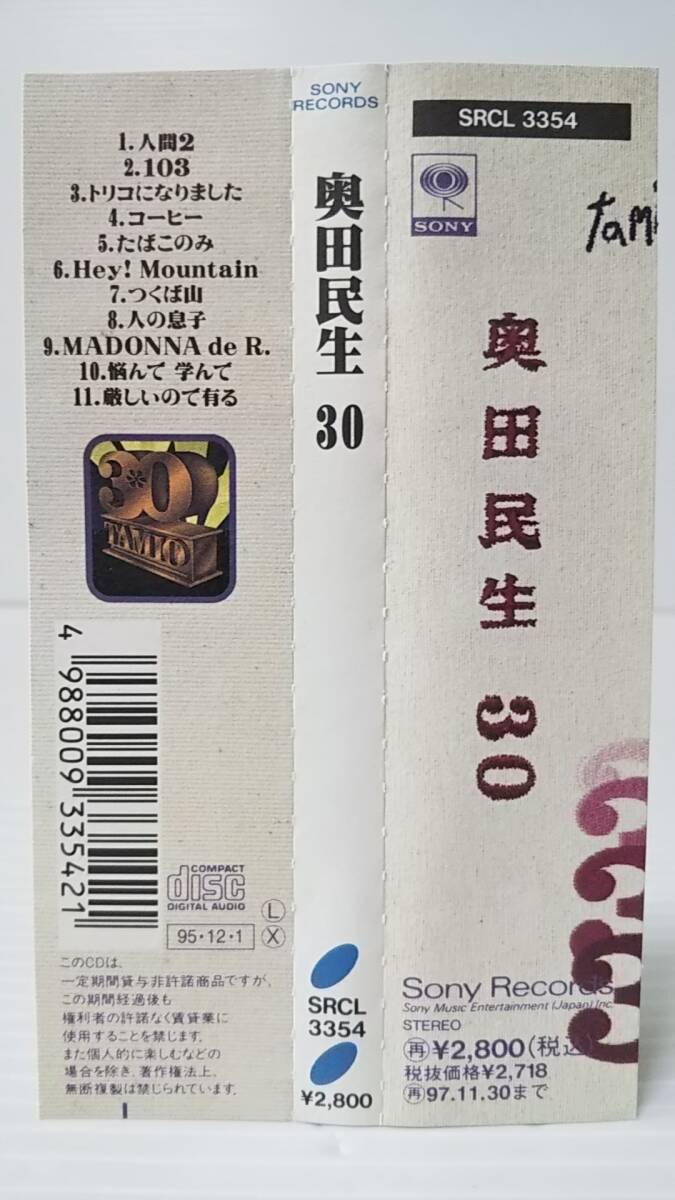 1.人間2
2.103
3.トリコになりました
4.コーヒー
5.たばこのみ
6.Hey! Mountain
7.つくば山
8.人の息子
9.MADONNA de R.
10.悩んで 学んで
11.厳しいので有る
30
TAMIO
4 988009 335421
COMPACT
disc
DIGITAL AUDIO
95・12・1
Ⓛ
Ⓧ
このCDは、
一定期間貸与非許諾商品ですが、
この期間経過後も
権利者の許諾なく賃貸業に
使用することを禁じます。
また個人的に楽しむなどの
場合を除き、著作権法上、
無断複製は禁じられています。
SONY
RECORDS
奥田民生 30
SRCL
3354
¥2,800
SRCL 3354
SONY
tami
奥田民生 30
Sony Records
Sony Music Entertainment (Japan) Inc.
STEREO
再 ¥2,800(税込
税抜価格¥2,718
再 97.11.30まで